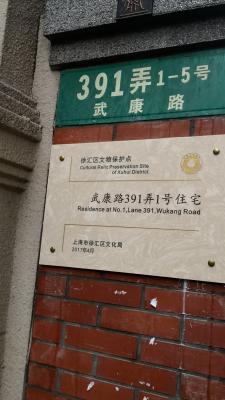 391弄 1-5号
武康路
徐汇区文物保护点
Cultural Relic Preservation Site
of Xuhui District
武康路391弄1号住宅
Residence at No.1,Lane 391,Wukang Road
上海市徐汇区文化局
2017年4月